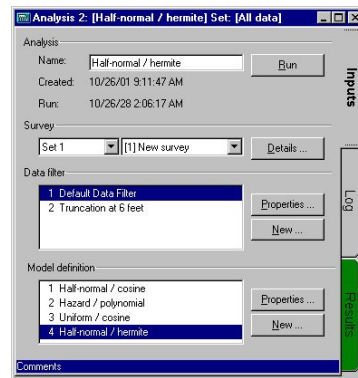 Analysis 2: [Half-normal / hermite] Set: [All data]
Analysis
Name: Half-normal / hermite Run
Created: 10/26/01 9:11:47 AM
Run: 10/26/28 2:06:17 AM
Survey
Set 1 [1] New survey Details ...
Data filter
1 Default Data Filter
2 Truncation at 6 feet
Properties ...
New ...
Model definition
1 Half-normal / cosine
2 Hazard / polynomial
3 Uniform / cosine
4 Half-normal / hermite
Properties ...
New ...
Comments
Inputs
Log
Results